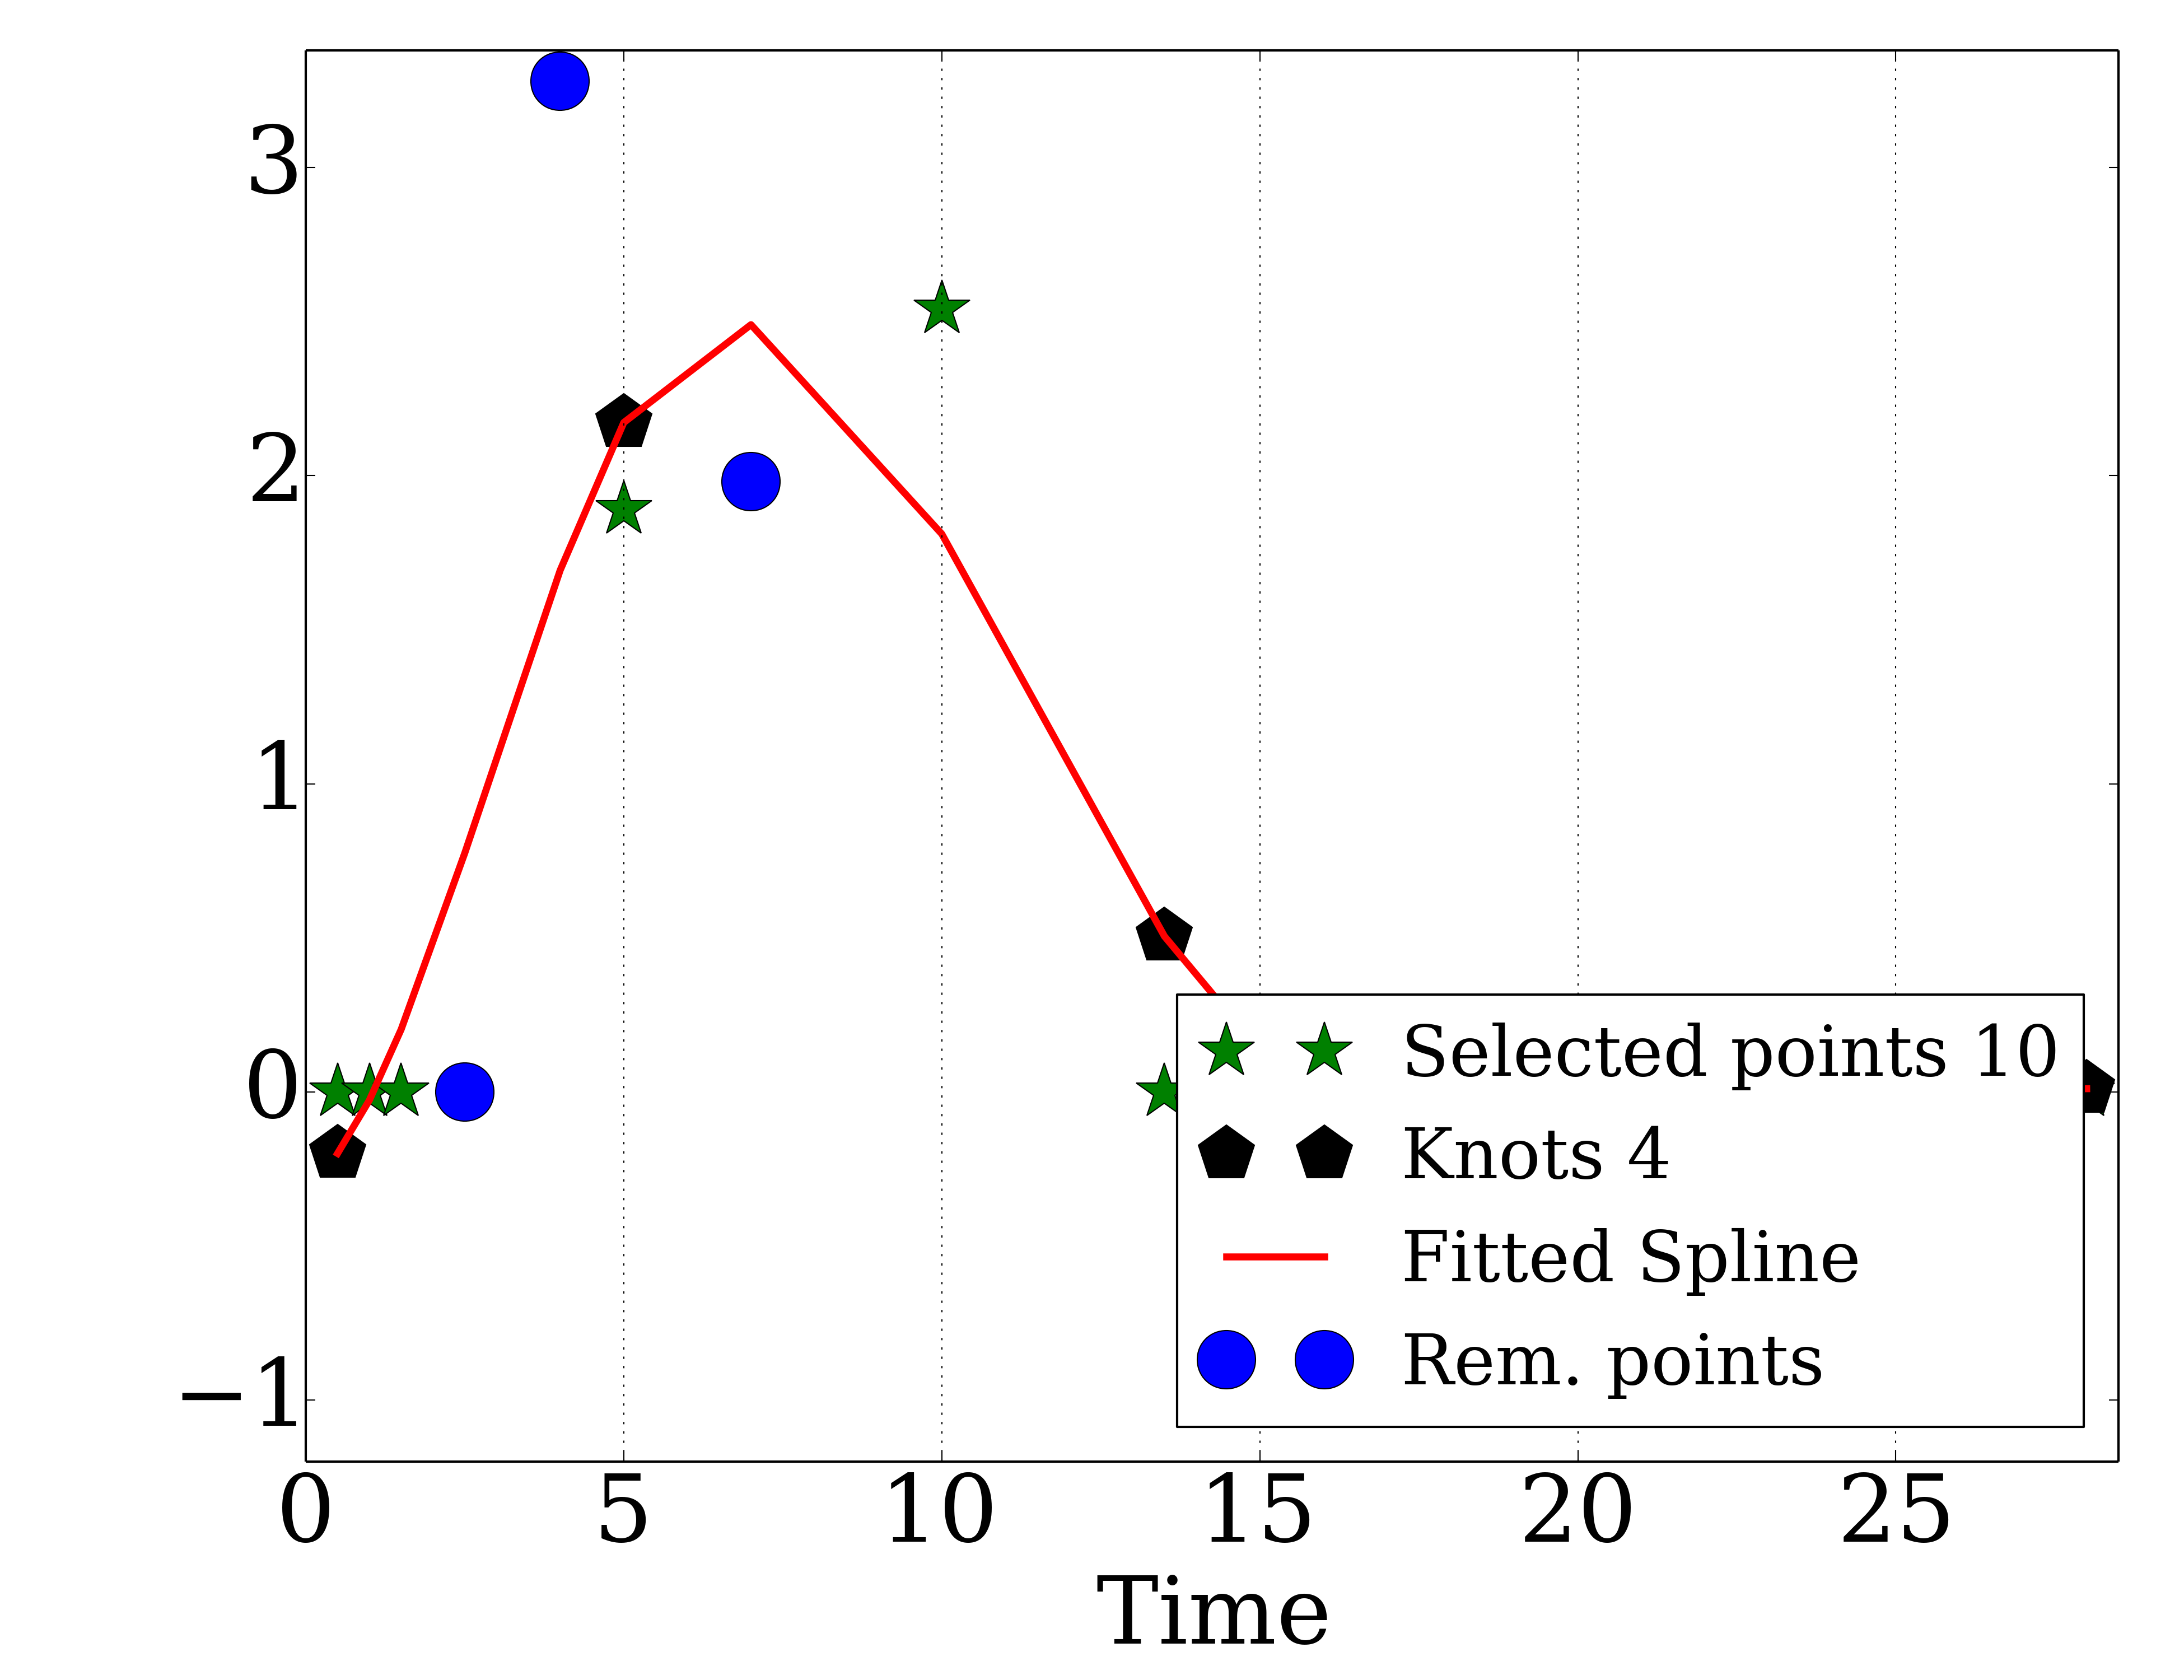 3
2
1
0
−1
Selected points 10
Knots 4
Fitted Spline
Rem. points
0 5 10 15 20 25
Time